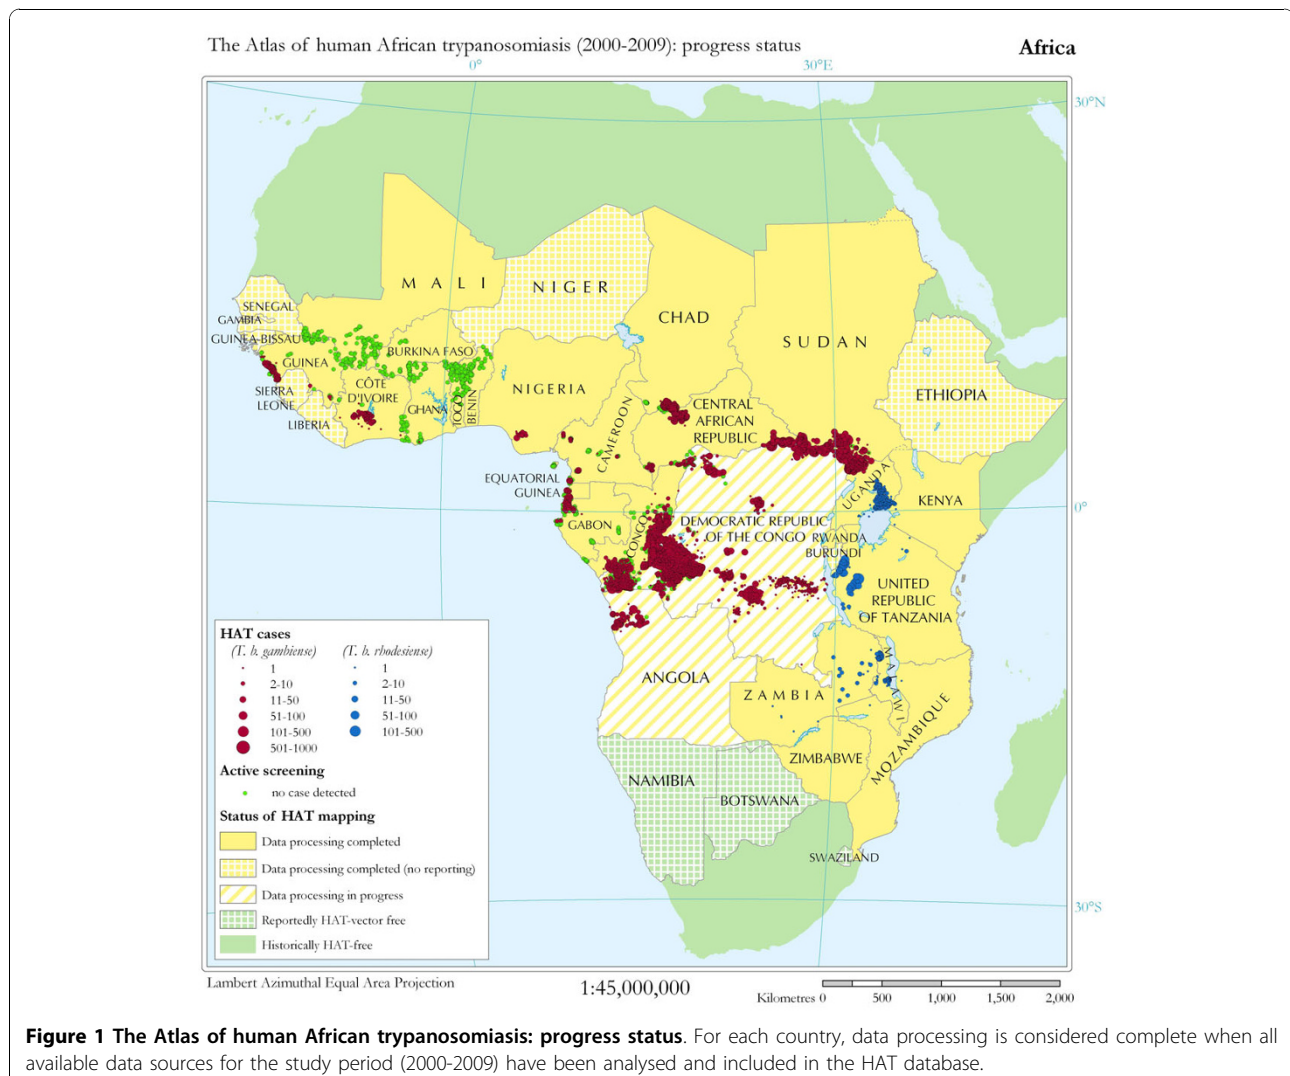 The Atlas of human African trypanosomiasis (2000-2009): progress status
Africa
0°
30°E
30°N
MALI
NIGER
CHAD
SUDAN
SENEGAL
GAMBIA
GUINEA-BISSAU
GUINEA
BURKINA FASO
SIERRA
LEONE
CÔTE
D'IVOIRE
LIBERIA
GHANA
TOGO
BENIN
NIGERIA
CAMEROON
CENTRAL
AFRICAN
REPUBLIC
ETHIOPIA
EQUATORIAL
GUINEA
UGANDA
KENYA
0°
GABON
CONGO
DEMOCRATIC REPUBLIC
OF THE CONGO
RWANDA
BURUNDI
UNITED
REPUBLIC
OF TANZANIA
ANGOLA
ZAMBIA
MALAWI
MOZAMBIQUE
ZIMBABWE
NAMIBIA
BOTSWANA
SWAZILAND
30°S
HAT cases
(T. b. gambiense) (T. b. rhodesiense)
1 1
2-10 2-10
11-50 11-50
51-100 51-100
101-500 101-500
501-1000
Active screening
no case detected
Status of HAT mapping
Data processing completed
Data processing completed (no reporting)
Data processing in progress
Reportedly HAT-vector free
Historically HAT-free
Lambert Azimuthal Equal Area Projection
1:45,000,000
Kilometres 0 500 1,000 1,500 2,000
Figure 1 The Atlas of human African trypanosomiasis: progress status. For each country, data processing is considered complete when all
available data sources for the study period (2000-2009) have been analysed and included in the HAT database.